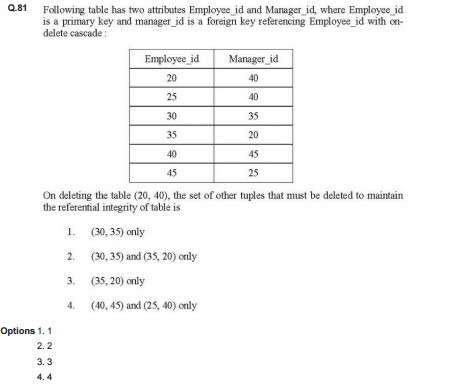 Q.81 Following table has two attributes Employee_id and Manager_id, where Employee_id
is a primary key and manager_id is a foreign key referencing Employee_id with on-
delete cascade :
Employee_id Manager_id
20 40
25 40
30 35
35 20
40 45
45 25
On deleting the table (20, 40), the set of other tuples that must be deleted to maintain
the referential integrity of table is
1. (30, 35) only
2. (30, 35) and (35, 20) only
3. (35, 20) only
4. (40, 45) and (25, 40) only
Options 1. 1
2. 2
3. 3
4. 4